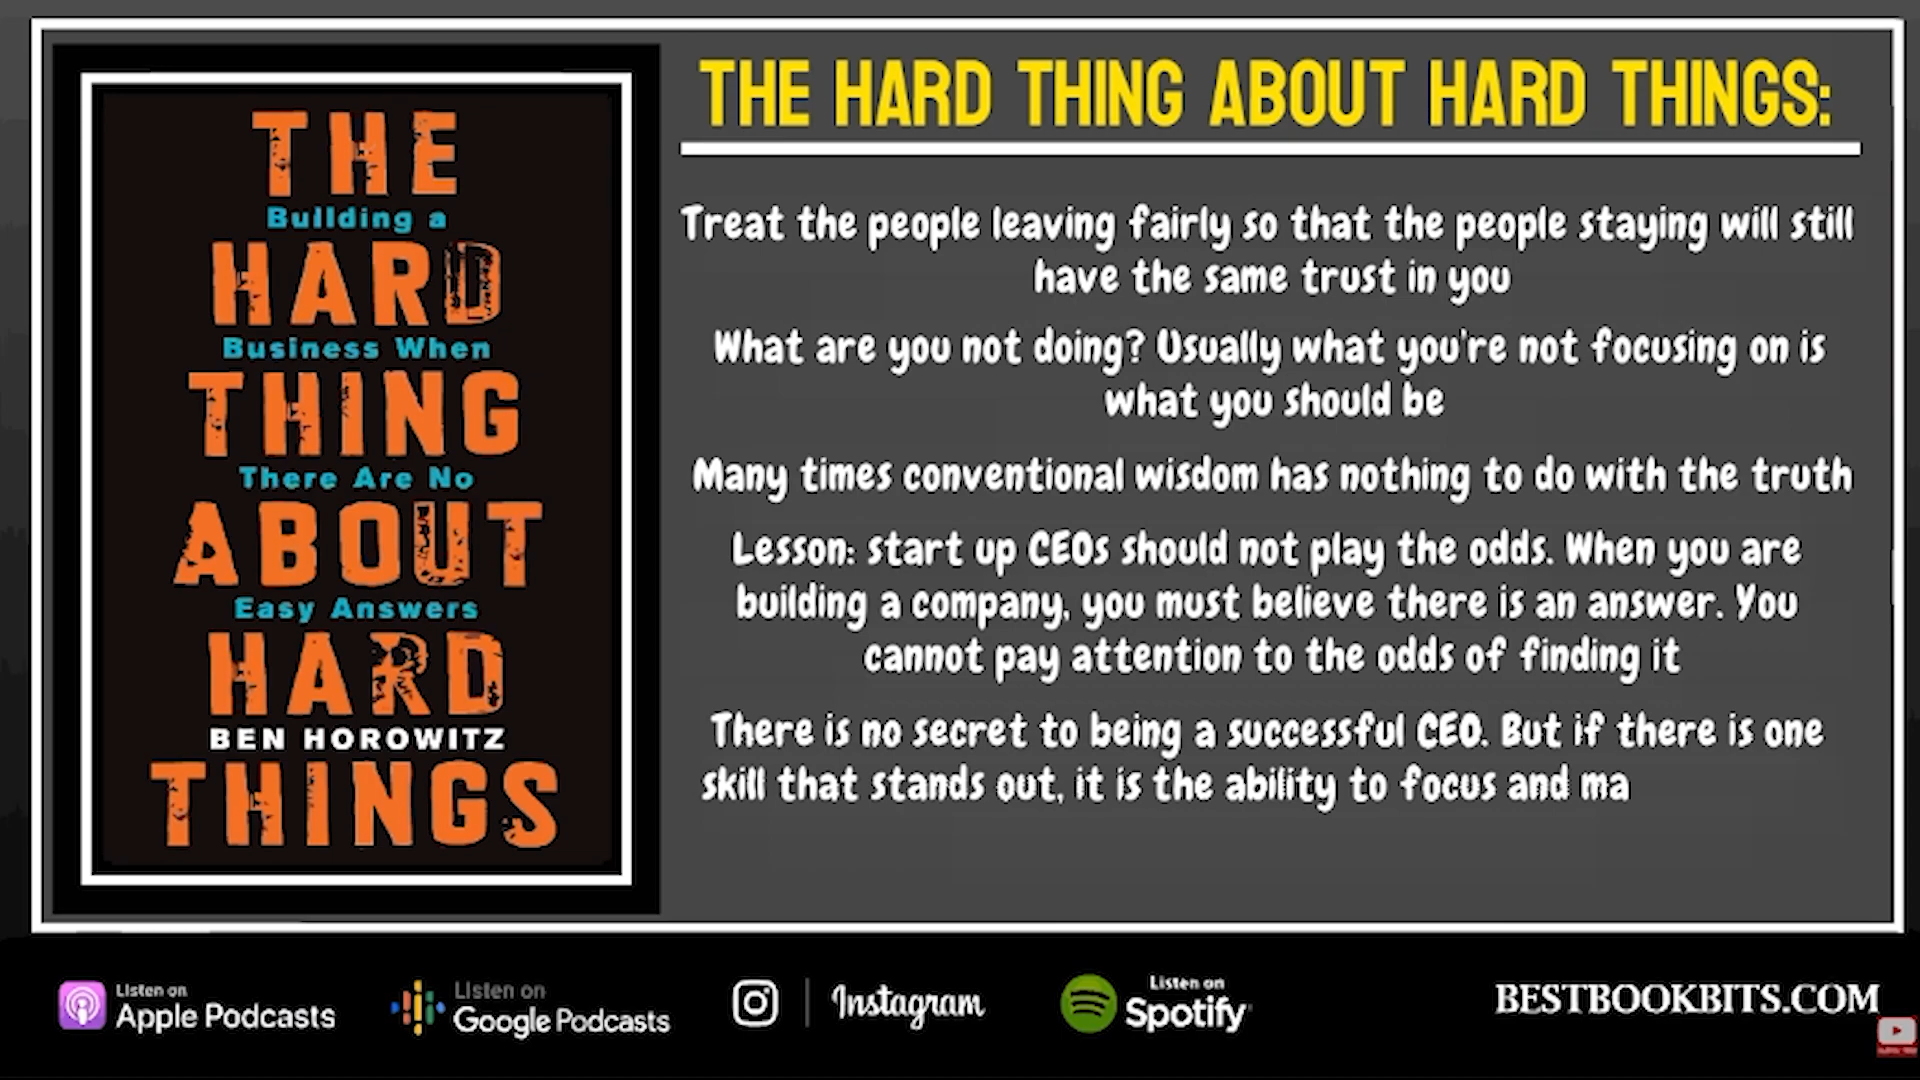 THE
Building a
HARD
Business When
THING
There Are No
ABOUT
Easy Answers
HARD
BEN HOROWITZ
THINGS
THE HARD THING ABOUT HARD THINGS:
Treat the people leaving fairly so that the people staying will still
have the same trust in you
What are you not doing? Usually what you're not focusing on is
what you should be
Many times conventional wisdom has nothing to do with the truth
Lesson: start up CEOs should not play the odds. When you are
building a company, you must believe there is an answer. You
cannot pay attention to the odds of finding it
There is no secret to being a successful CEO. But if there is one
skill that stands out, it is the ability to focus and ma
Listen on
Apple Podcasts
Listen on
Google Podcasts
Instagram
Listen on
Spotify
BESTBOOKBITS.COM